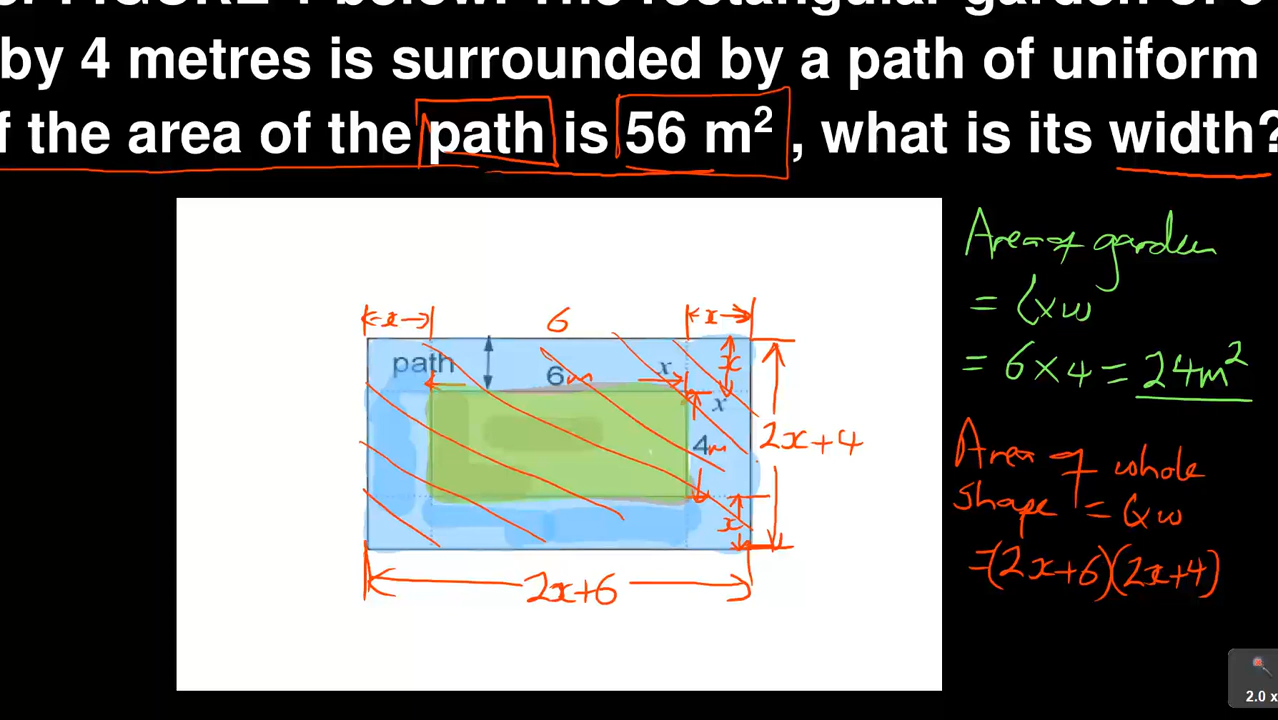 by 4 metres is surrounded by a path of uniform
f the area of the path is 56 m², what is its width?
x 6 x
path 6m x x
x
4m
2x+4
x
2x+6
Area of garden
= l×w
= 6×4 = 24m²
Area of whole
shape = l×w
=(2x+6)(2x+4)
2.0 x